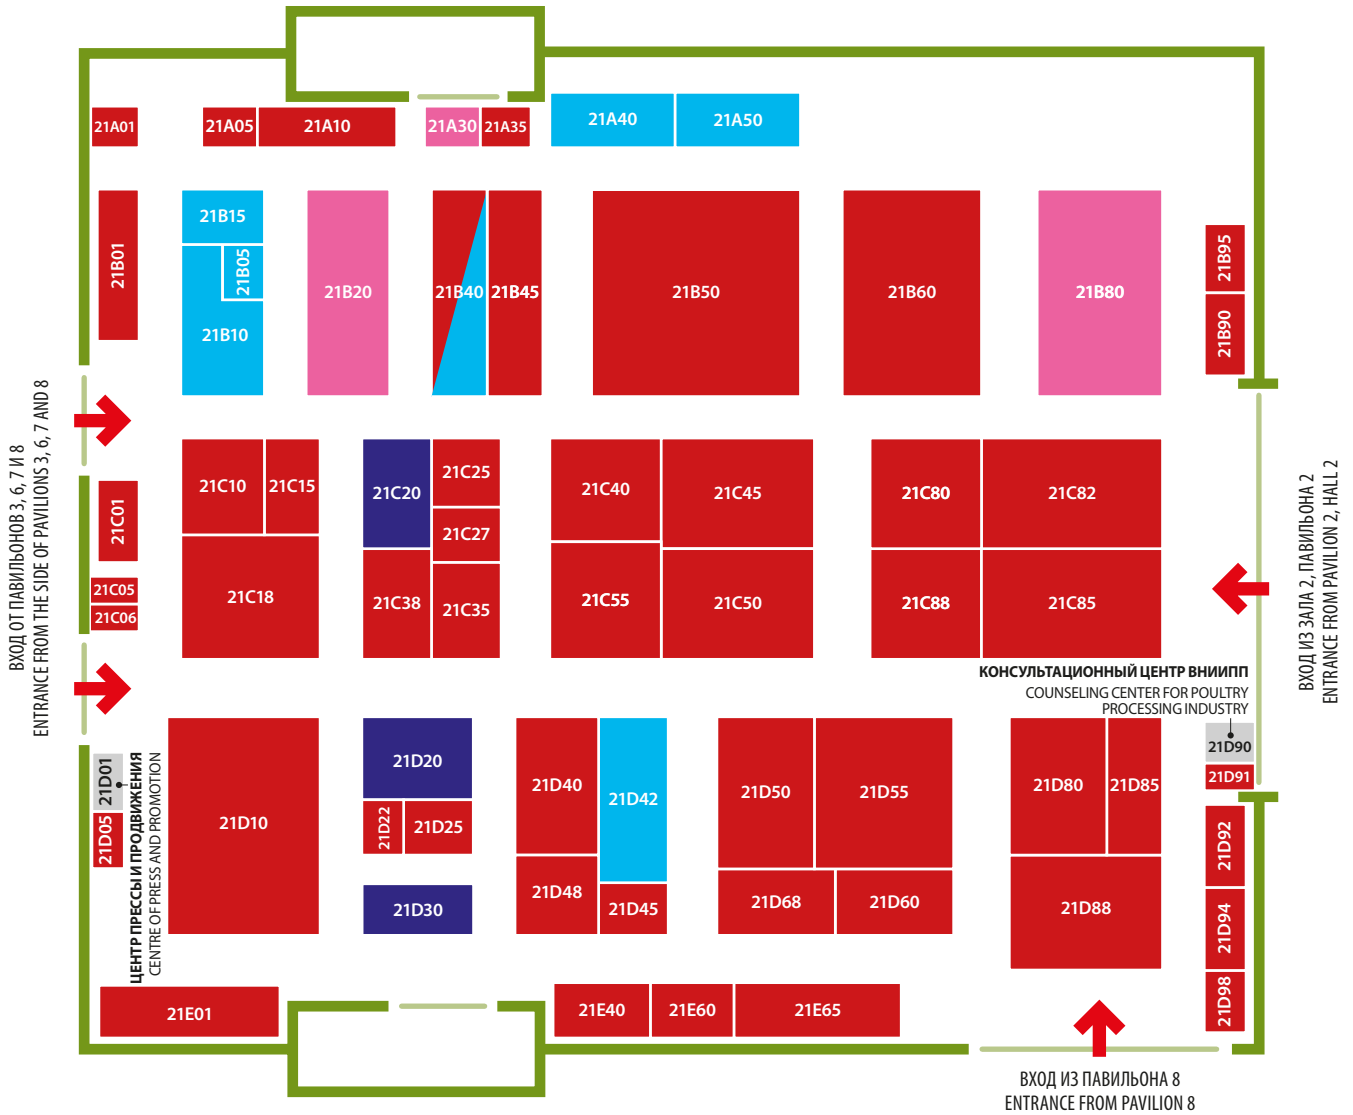 21A01
21A05
21A10
21A30
21A35
21A40
21A50
21B01
21B15
21B05
21B10
21B20
21B40
21B45
21B50
21B60
21B80
21B95
21B90
ВХОД ОТ ПАВИЛЬОНОВ 3, 6, 7 И 8
ENTRANCE FROM THE SIDE OF PAVILIONS 3, 6, 7 AND 8
21C01
21C05
21C06
21C10
21C15
21C18
21C20
21C25
21C27
21C38
21C35
21C40
21C45
21C55
21C50
21C80
21C82
21C88
21C85
ВХОД ИЗ ЗАЛА 2, ПАВИЛЬОНА 2
ENTRANCE FROM PAVILION 2, HALL 2
КОНСУЛЬТАЦИОННЫЙ ЦЕНТР ВНИИПП
COUNSELING CENTER FOR POULTRY
PROCESSING INDUSTRY
21D01
21D05
ЦЕНТР ПРЕССЫ И ПРОДВИЖЕНИЯ
CENTRE OF PRESS AND PROMOTION
21D10
21D20
21D22
21D25
21D30
21D40
21D42
21D48
21D45
21D50
21D55
21D68
21D60
21D80
21D85
21D88
21D90
21D91
21D92
21D94
21D98
21E01
21E40
21E60
21E65
ВХОД ИЗ ПАВИЛЬОНА 8
ENTRANCE FROM PAVILION 8